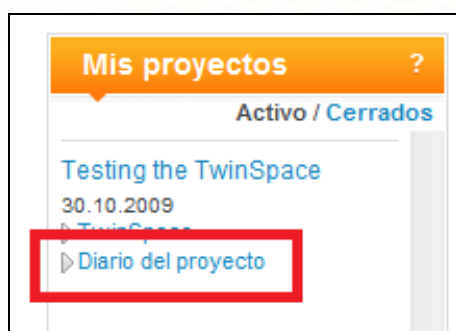 Mis proyectos ?
Activo / Cerrados
Testing the TwinSpace
30.10.2009
TwinSpace
Diario del proyecto